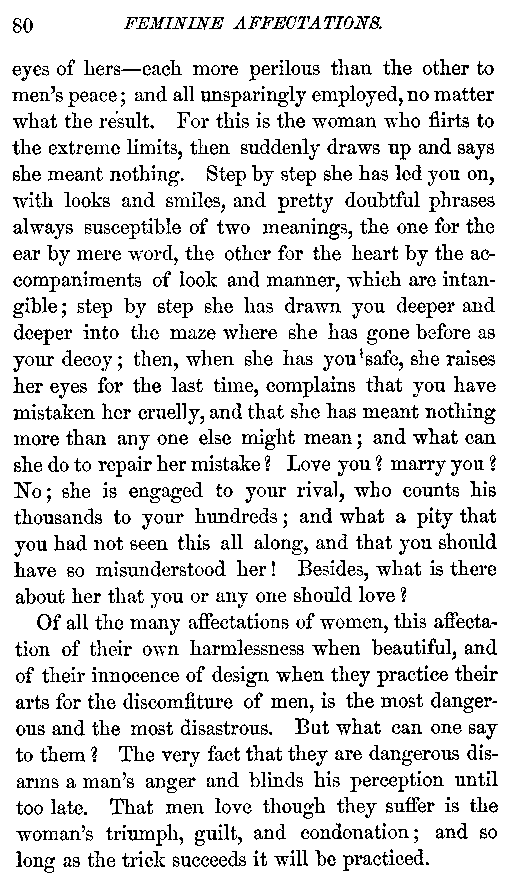 80 FEMININE AFFECTATIONS.
eyes of hers—each more perilous than the other to
men's peace; and all unsparingly employed, no matter
what the result. For this is the woman who flirts to
the extreme limits, then suddenly draws up and says
she meant nothing. Step by step she has led you on,
with looks and smiles, and pretty doubtful phrases
always susceptible of two meanings, the one for the
ear by mere word, the other for the heart by the ac-
companiments of look and manner, which are intan-
gible; step by step she has drawn you deeper and
deeper into the maze where she has gone before as
your decoy; then, when she has you safe, she raises
her eyes for the last time, complains that you have
mistaken her cruelly, and that she has meant nothing
more than any one else might mean; and what can
she do to repair her mistake? Love you? marry you?
No; she is engaged to your rival, who counts his
thousands to your hundreds; and what a pity that
you had not seen this all along, and that you should
have so misunderstood her! Besides, what is there
about her that you or any one should love?
Of all the many affectations of women, this affecta-
tion of their own harmlessness when beautiful, and
of their innocence of design when they practice their
arts for the discomfiture of men, is the most danger-
ous and the most disastrous. But what can one say
to them? The very fact that they are dangerous dis-
arms a man's anger and blinds his perception until
too late. That men love though they suffer is the
woman's triumph, guilt, and condonation; and so
long as the trick succeeds it will be practiced.